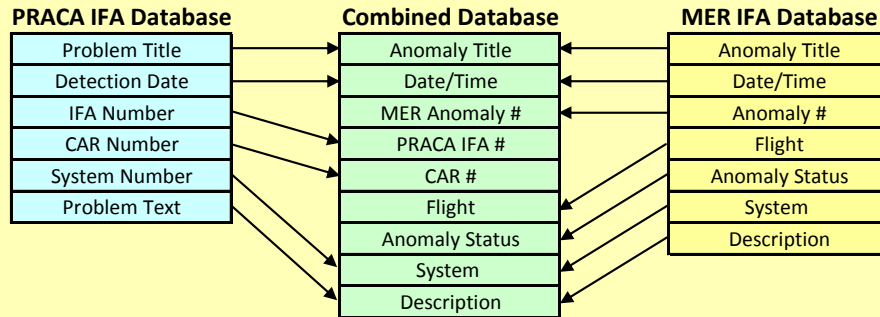 PRACA IFA Database
Problem Title
Detection Date
IFA Number
CAR Number
System Number
Problem Text
Combined Database
Anomaly Title
Date/Time
MER Anomaly #
PRACA IFA #
CAR #
Flight
Anomaly Status
System
Description
MER IFA Database
Anomaly Title
Date/Time
Anomaly #
Flight
Anomaly Status
System
Description